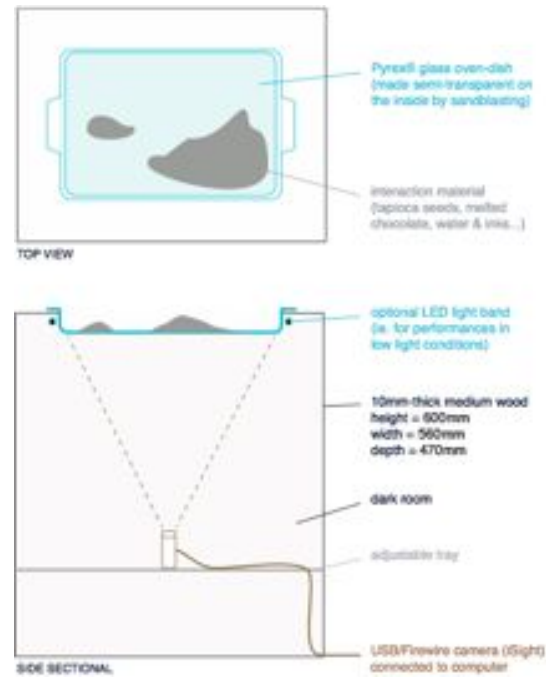 Pyrex® glass oven-dish
(made semi-transparent on
the inside by sandblasting)
interaction material
(tapioca seeds, melted
chocolate, water & inks...)
TOP VIEW
optional LED light band
(ie. for performances in
low light conditions)
10mm-thick medium wood
height = 600mm
width = 560mm
depth = 470mm
dark room
adjustable tray
USB/Firewire camera (iSight)
connected to computer
SIDE SECTIONAL